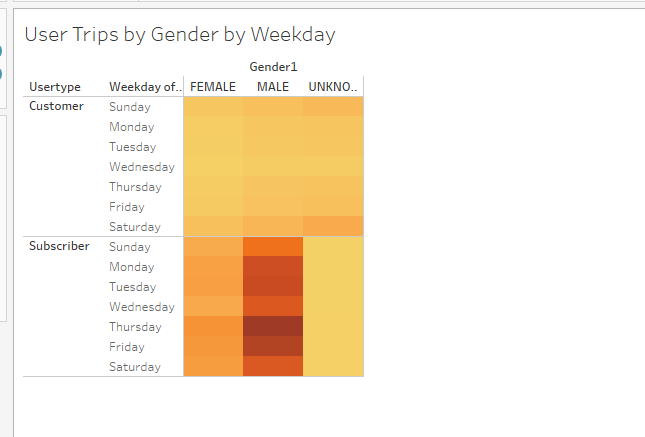 User Trips by Gender by Weekday
Gender1
Usertype Weekday of.. FEMALE MALE UNKNO..
Customer Sunday
Monday
Tuesday
Wednesday
Thursday
Friday
Saturday
Subscriber Sunday
Monday
Tuesday
Wednesday
Thursday
Friday
Saturday